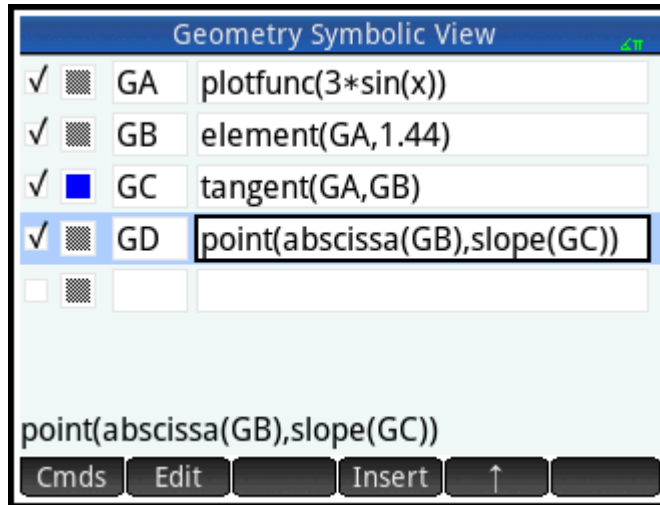 Geometry Symbolic View
∡π
√ GA plotfunc(3*sin(x))
√ GB element(GA,1.44)
√ GC tangent(GA,GB)
√ GD point(abscissa(GB),slope(GC))
point(abscissa(GB),slope(GC))
Cmds Edit Insert ↑